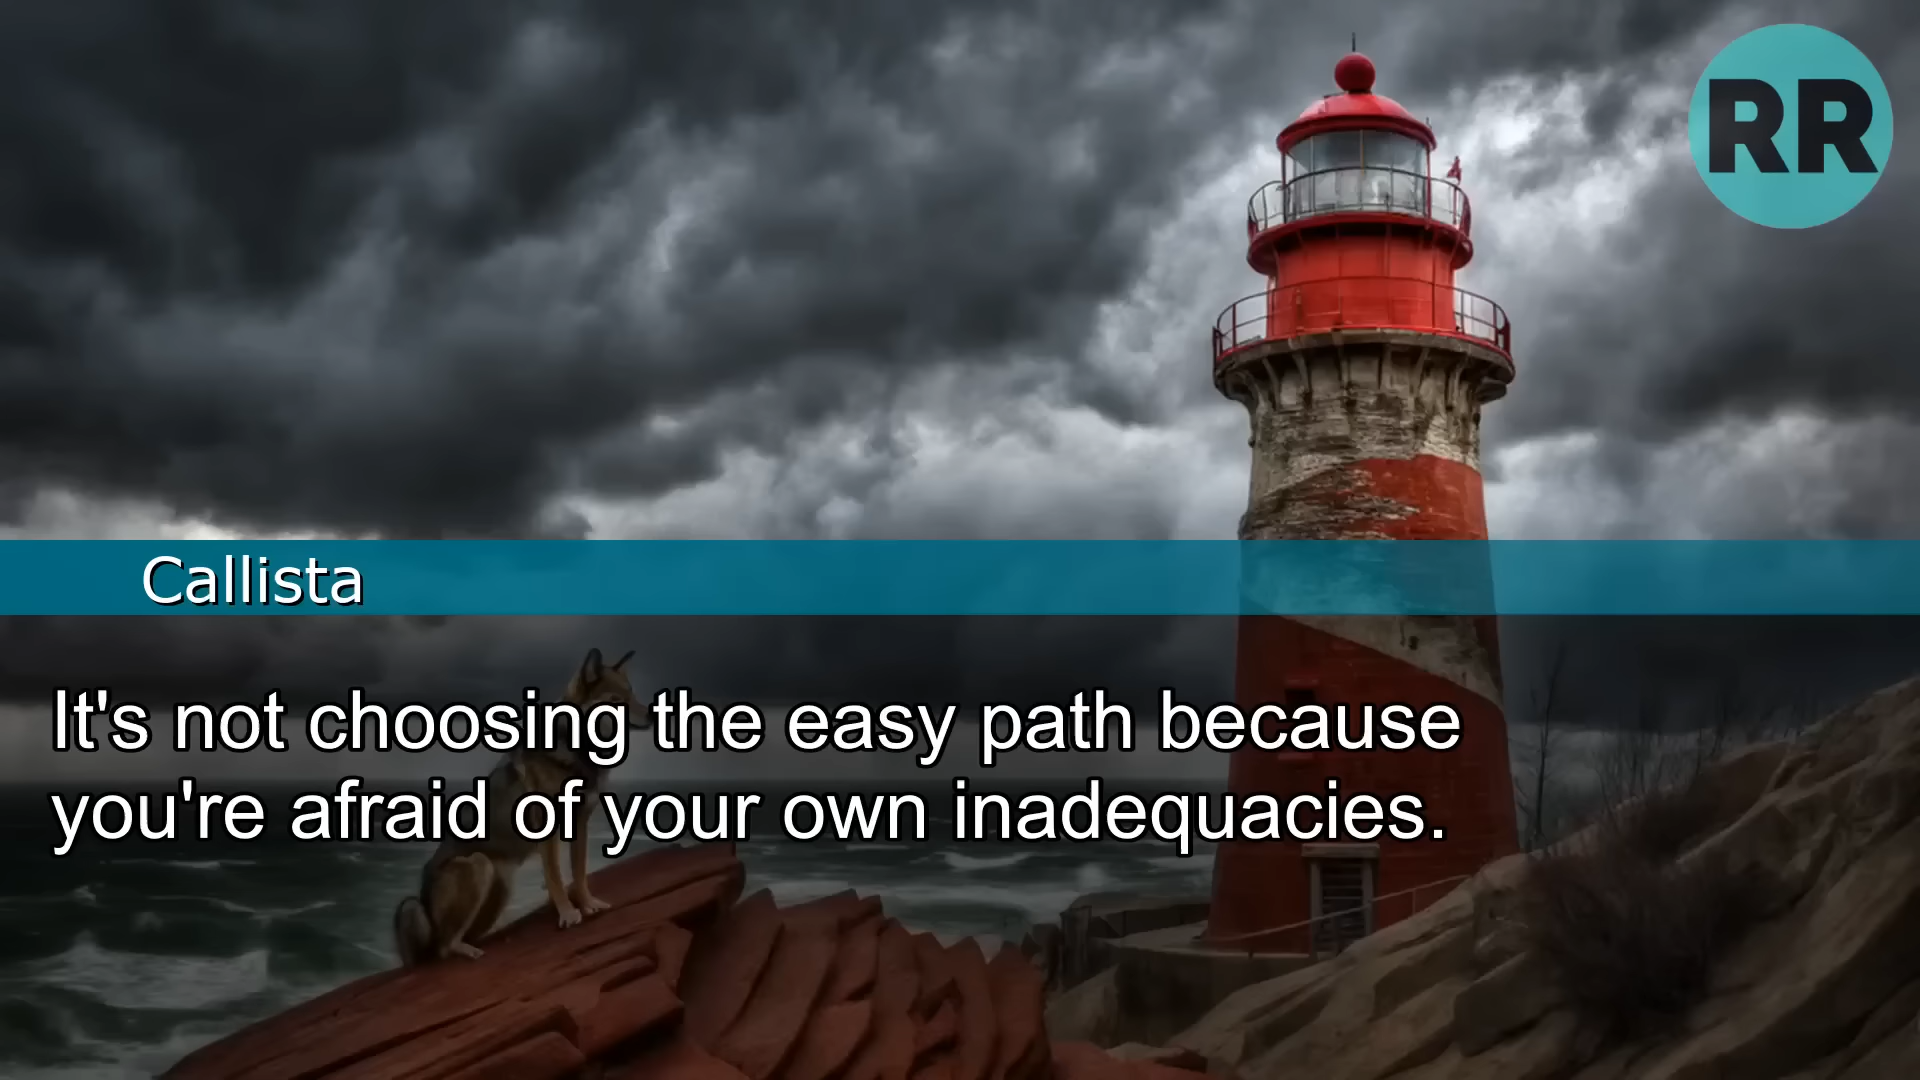 RR
Callista
It's not choosing the easy path because
you're afraid of your own inadequacies.